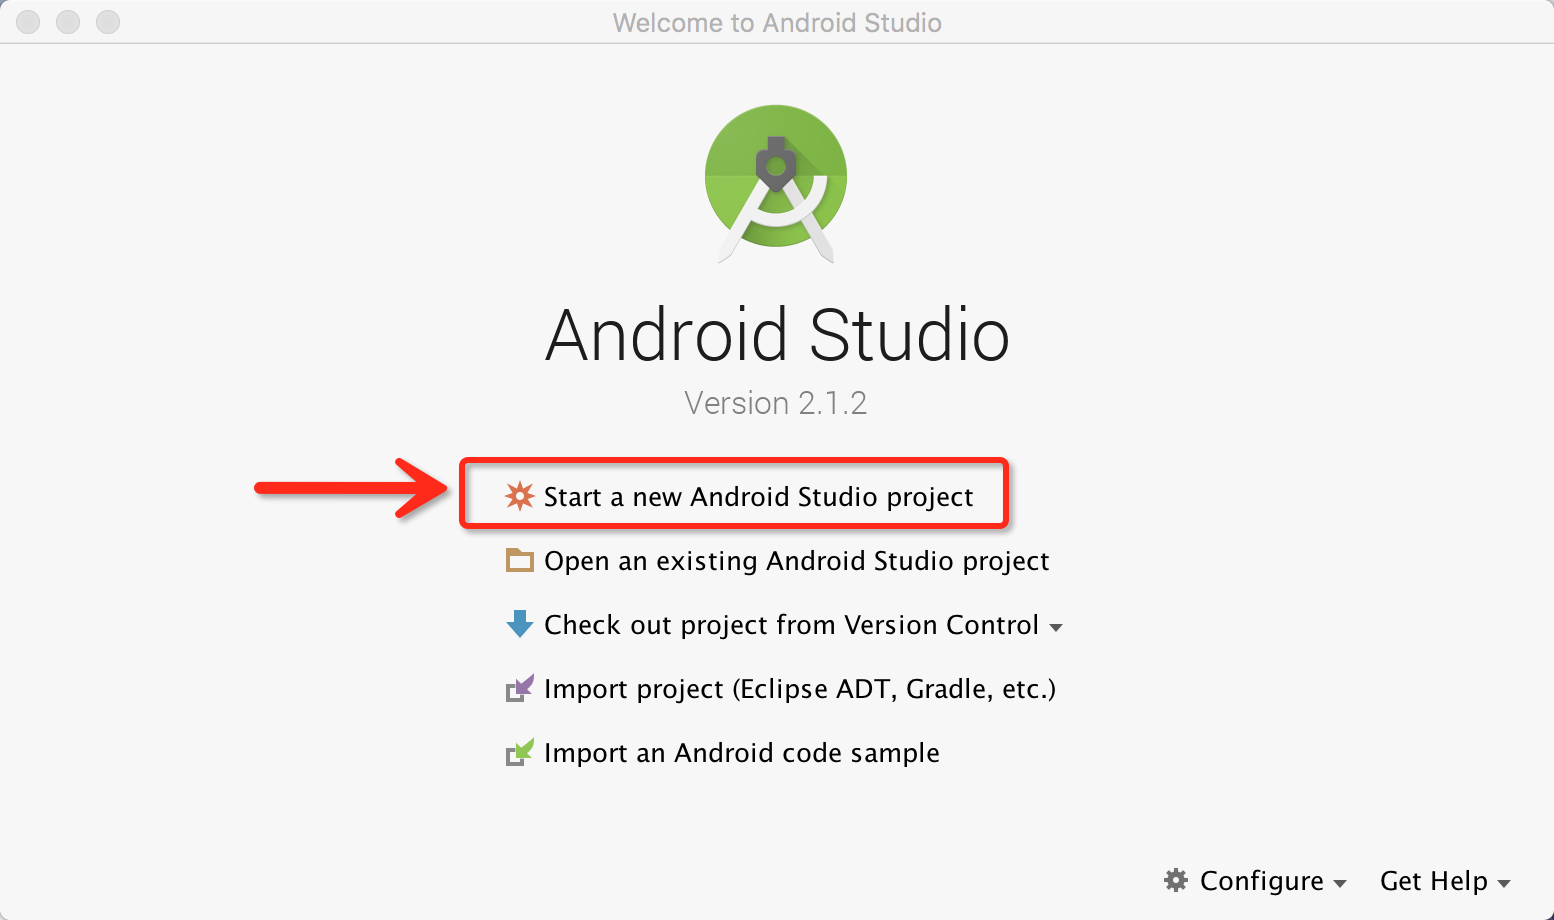 Welcome to Android Studio
Android Studio
Version 2.1.2
Start a new Android Studio project
Open an existing Android Studio project
Check out project from Version Control
Import project (Eclipse ADT, Gradle, etc.)
Import an Android code sample
Configure Get Help